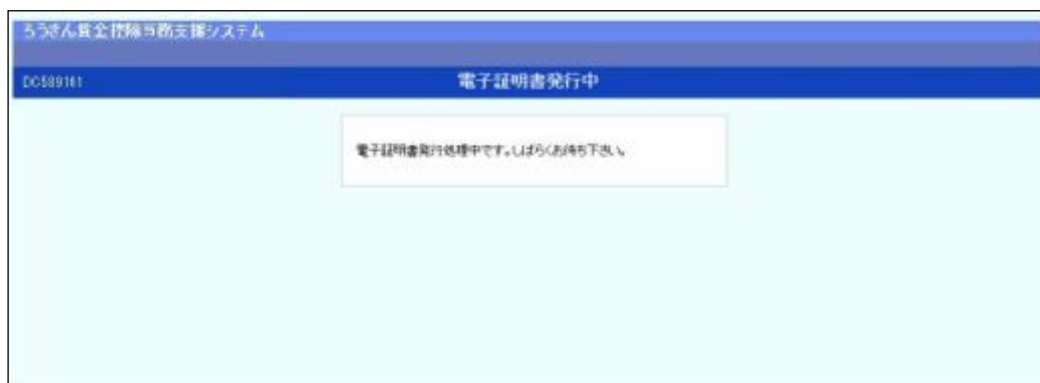 ろうきん賃金控除事務支援システム
DCS89161
電子証明書発行中
電子証明書発行処理中です。しばらくお待ち下さい。